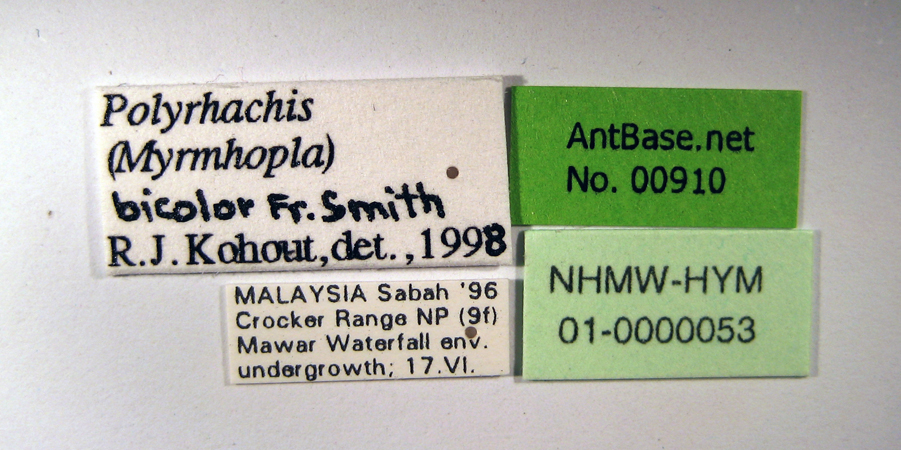 Polyrhachis
(Myrmhopla)
bicolor Fr. Smith
R.J. Kohout, det., 1998
AntBase.net
No. 00910
MALAYSIA Sabah '96
Crocker Range NP (9f)
Mawar Waterfall env.
undergrowth; 17.VI.
NHMW-HYM
01-0000053